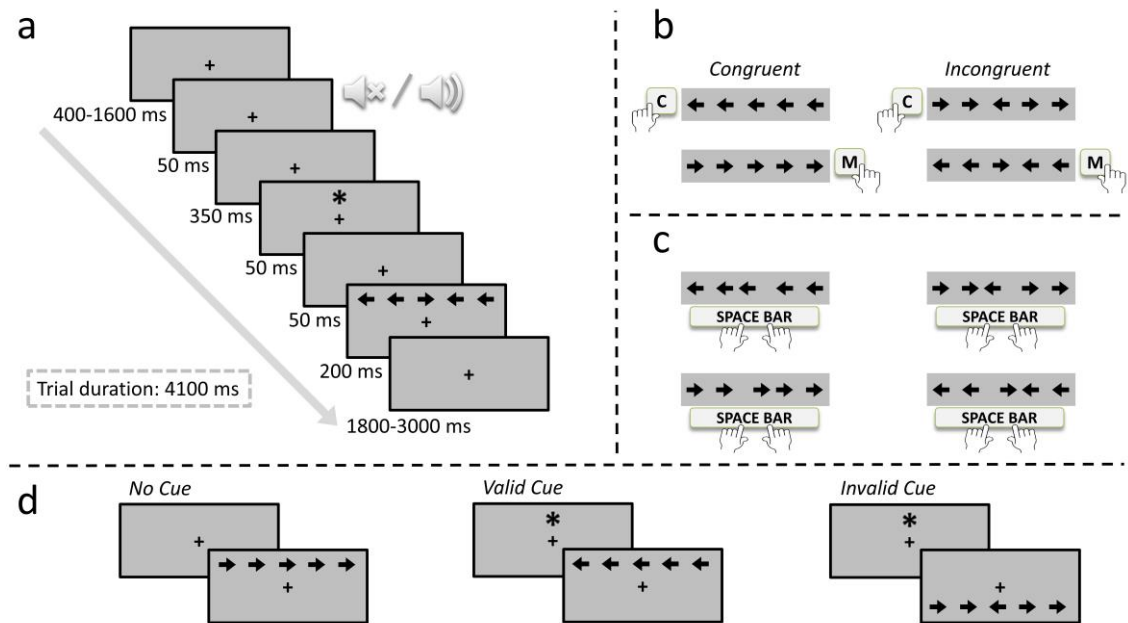 a
+
+
400-1600 ms
+
50 ms
*
+
350 ms
+
50 ms
+
50 ms
+
200 ms
Trial duration: 4100 ms
1800-3000 ms
b
Congruent
Incongruent
C
C
M
M
c
SPACE BAR
SPACE BAR
SPACE BAR
SPACE BAR
d
No Cue
Valid Cue
Invalid Cue
+
+
*
+
+
*
+
+